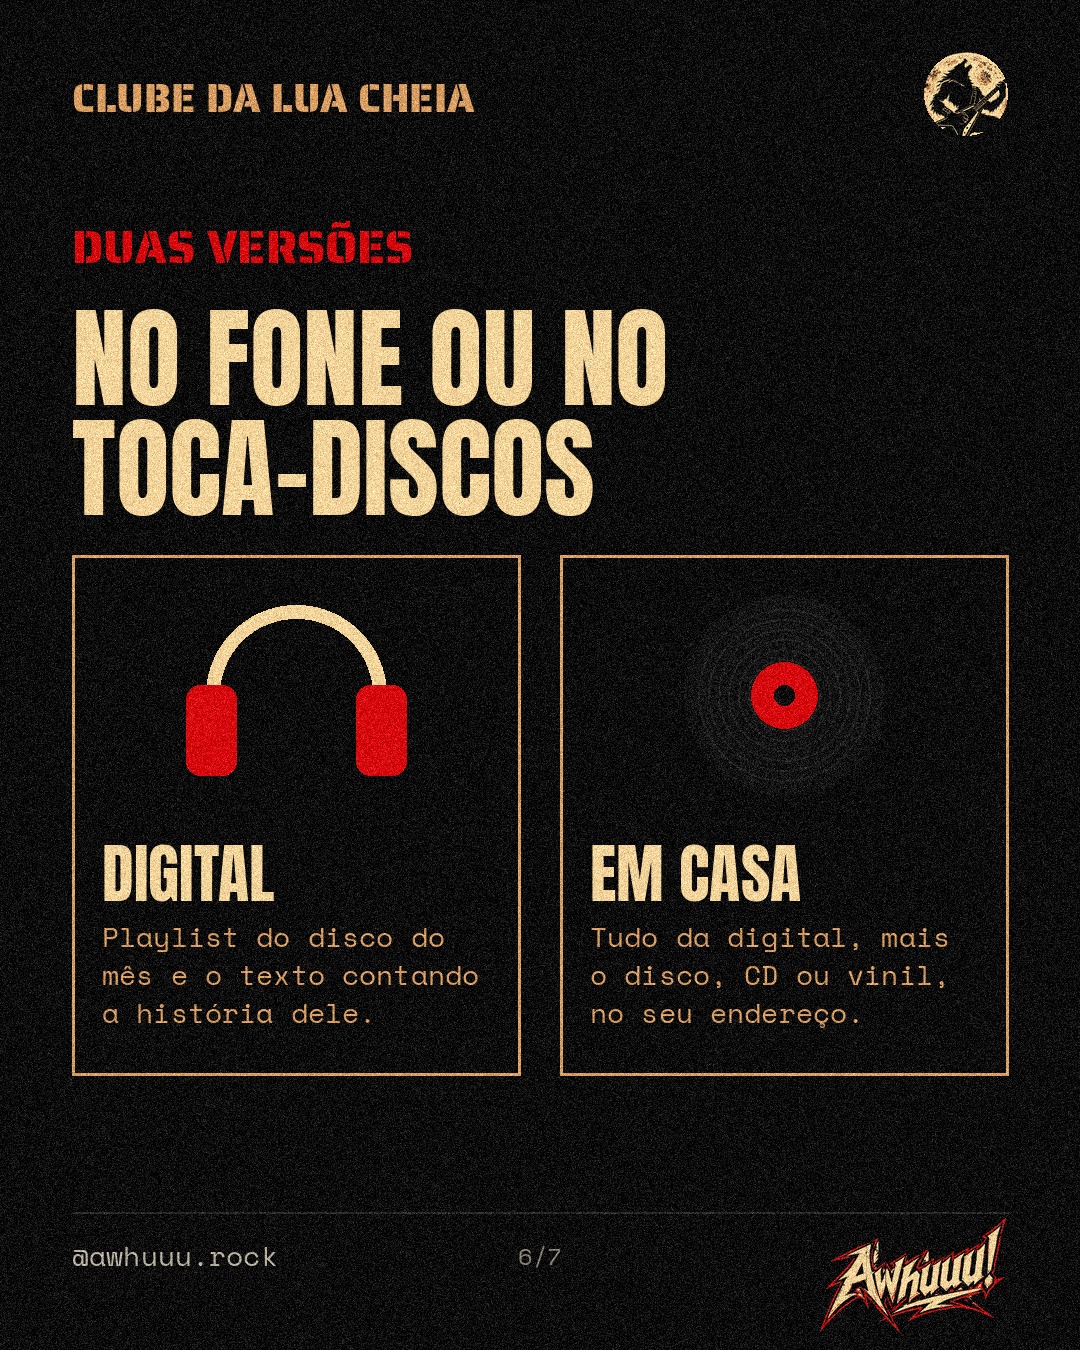 CLUBE DA LUA CHEIA
DUAS VERSÕES
NO FONE OU NO
TOCA-DISCOS
DIGITAL
Playlist do disco do
mês e o texto contando
a história dele.
EM CASA
Tudo da digital, mais
o disco, CD ou vinil,
no seu endereço.
@awhuuu.rock
6/7
Awhuuu!